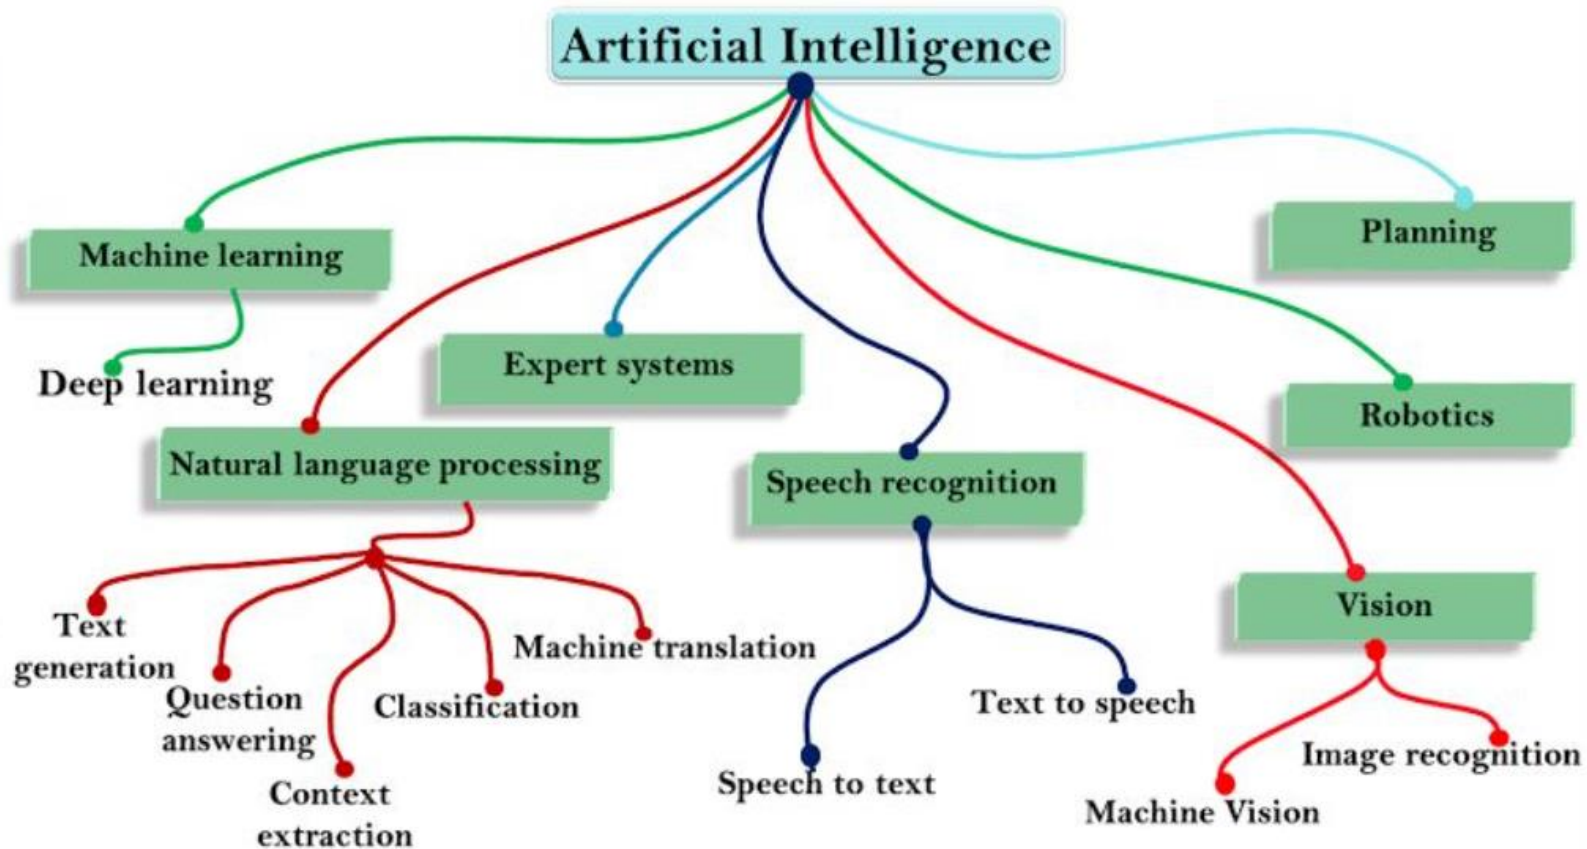 Artificial Intelligence
Machine learning
Planning
Deep learning
Expert systems
Robotics
Natural language processing
Speech recognition
Vision
Text
generation
Question
answering
Context
extraction
Classification
Machine translation
Speech to text
Text to speech
Machine Vision
Image recognition